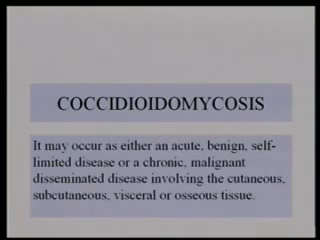 COCCIDIOIDOMYCOSIS
It may occur as either an acute, benign, self-
limited disease or a chronic, malignant
disseminated disease involving the cutaneous,
subcutaneous, visceral or osseous tissue.